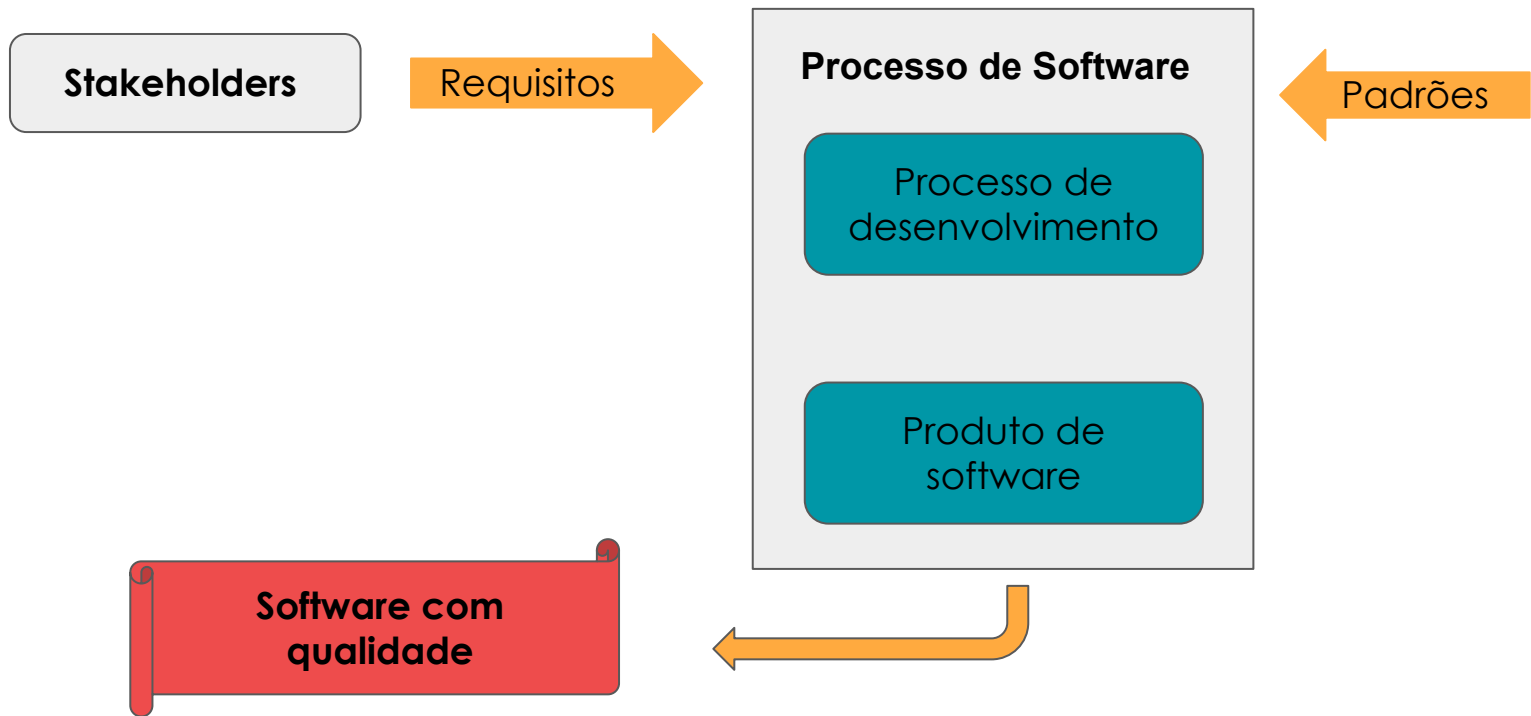 Stakeholders
Requisitos
Processo de Software
Padrões
Processo de
desenvolvimento
Produto de
software
Software com
qualidade